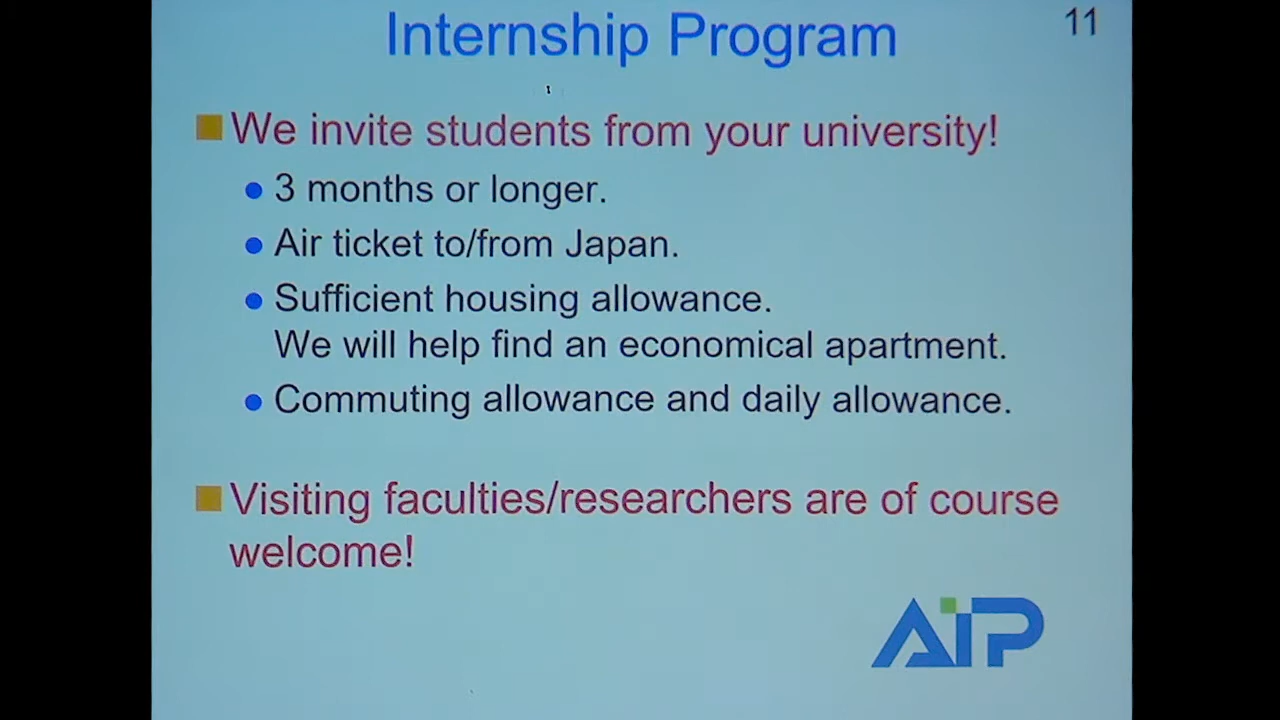 Internship Program
11
We invite students from your university!
3 months or longer.
Air ticket to/from Japan.
Sufficient housing allowance.
We will help find an economical apartment.
Commuting allowance and daily allowance.
Visiting faculties/researchers are of course
welcome!
AIP